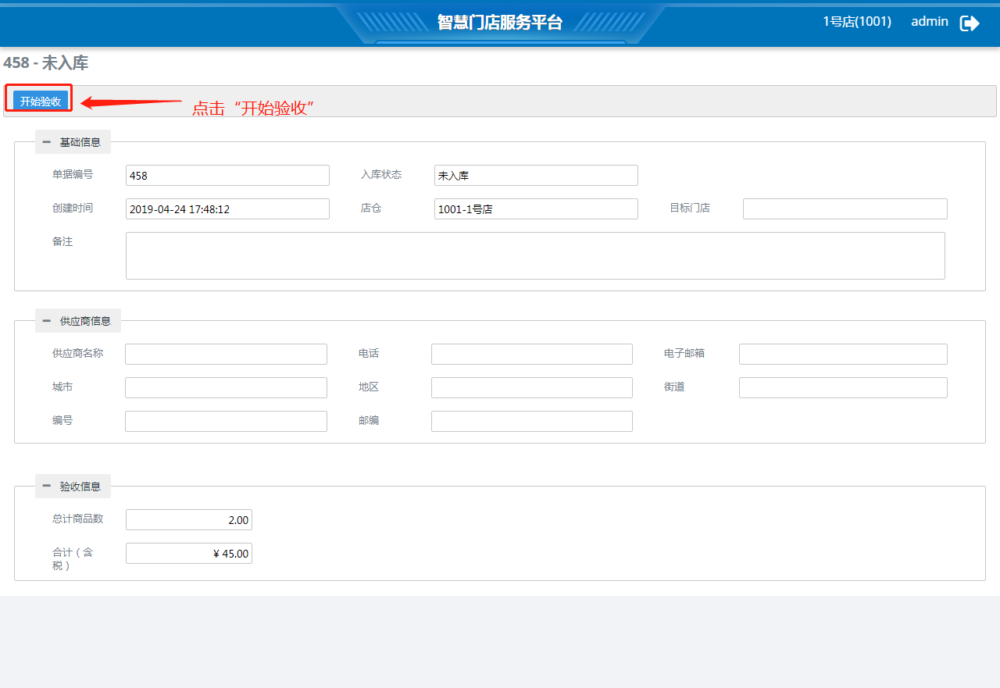 智慧门店服务平台
1号店(1001) admin
458 - 未入库
开始验收
点击“开始验收”
基础信息
单据编号 458 入库状态 未入库
创建时间 2019-04-24 17:48:12 店仓 1001-1号店 目标门店
备注
供应商信息
供应商名称 电话 电子邮箱
城市 地区 街道
编号 邮编
验收信息
总计商品数 2.00
合计（含
税） ¥ 45.00